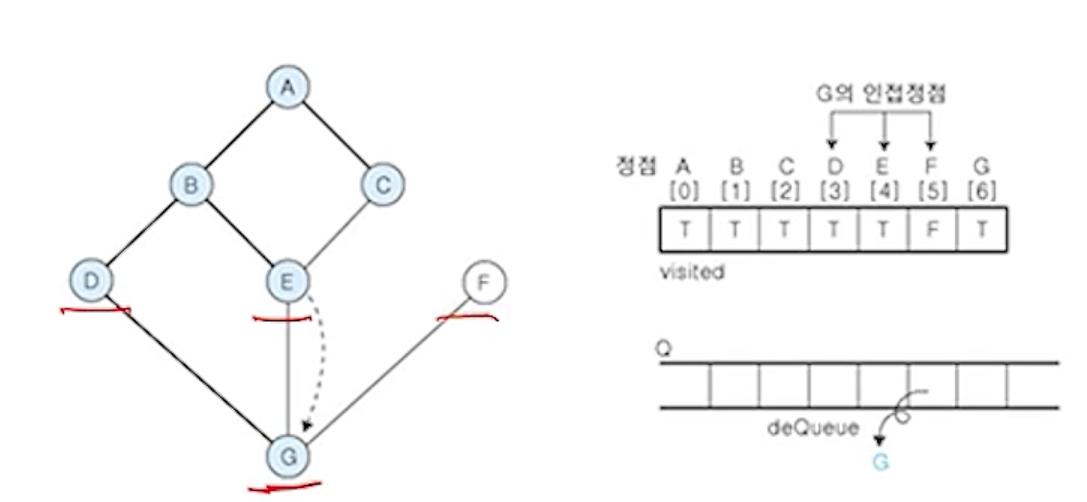 A
B
C
D
E
F
G
G의 인접정점
정점 A B C D E F G
[0] [1] [2] [3] [4] [5] [6]
T T T T T F T
visited
Q
deQueue
G